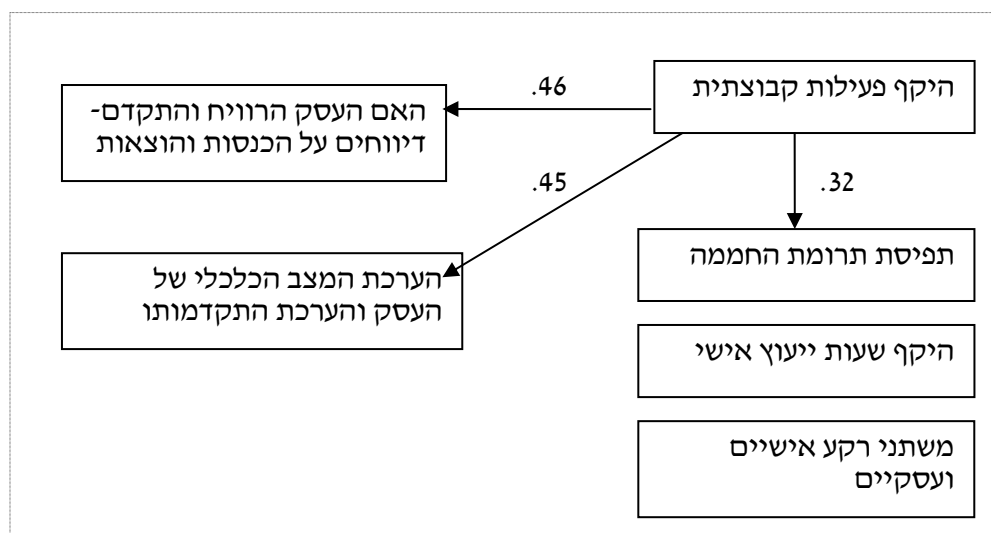 היקף פעילות קבוצתית
.46
האם העסק הרוויח והתקדם-
דיווחים על הכנסות והוצאות
.45
.32
תפיסת תרומת החממה
הערכת המצב הכלכלי של
העסק והערכת התקדמותו
היקף שעות ייעוץ אישי
משתני רקע אישיים
ועסקיים